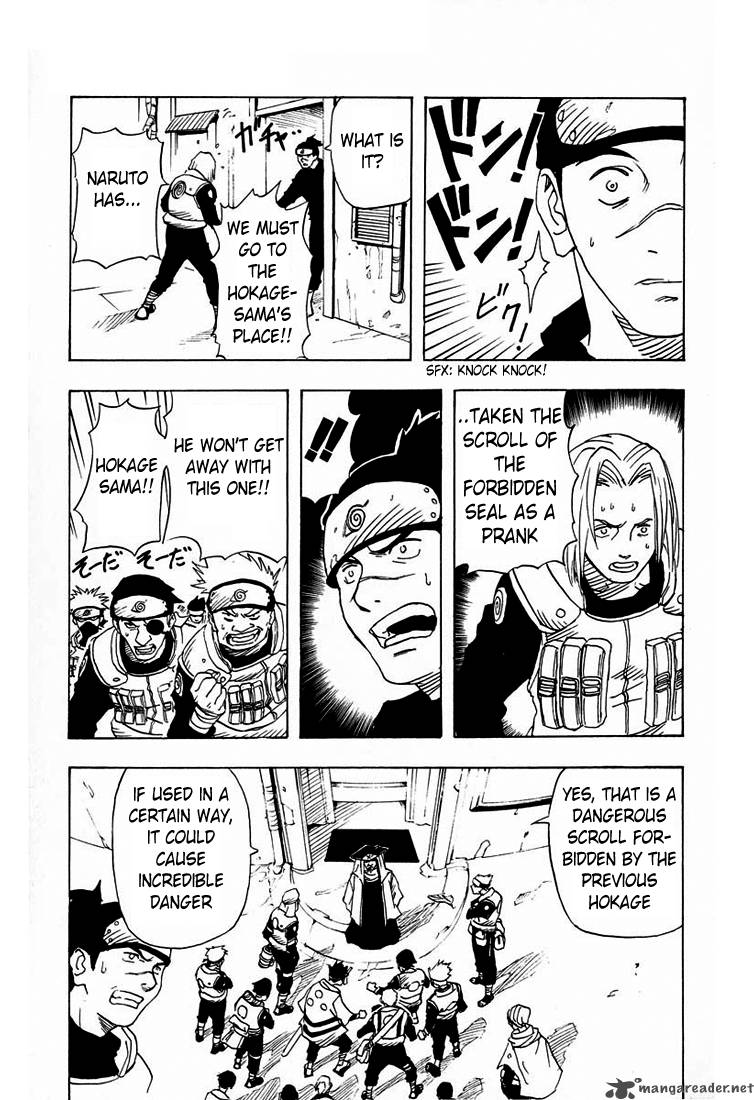 ドン!
ドン!
ビク!
SFX: KNOCK KNOCK!
WHAT IS
IT?
ガチャ
WE MUST
GO TO
THE
HOKAGE-
SAMA'S
PLACE!!
NARUTO
HAS...
..TAKEN THE
SCROLL OF
THE
FORBIDDEN
SEAL AS A
PRANK
!!
HE WON'T GET
AWAY WITH
THIS ONE!!
HOKAGE
SAMA!!
そーだ
そーだ
YES, THAT IS A
DANGEROUS
SCROLL FOR-
BIDDEN BY THE
PREVIOUS
HOKAGE
IF USED IN A
CERTAIN WAY,
IT COULD
CAUSE
INCREDIBLE
DANGER
mangareader.net